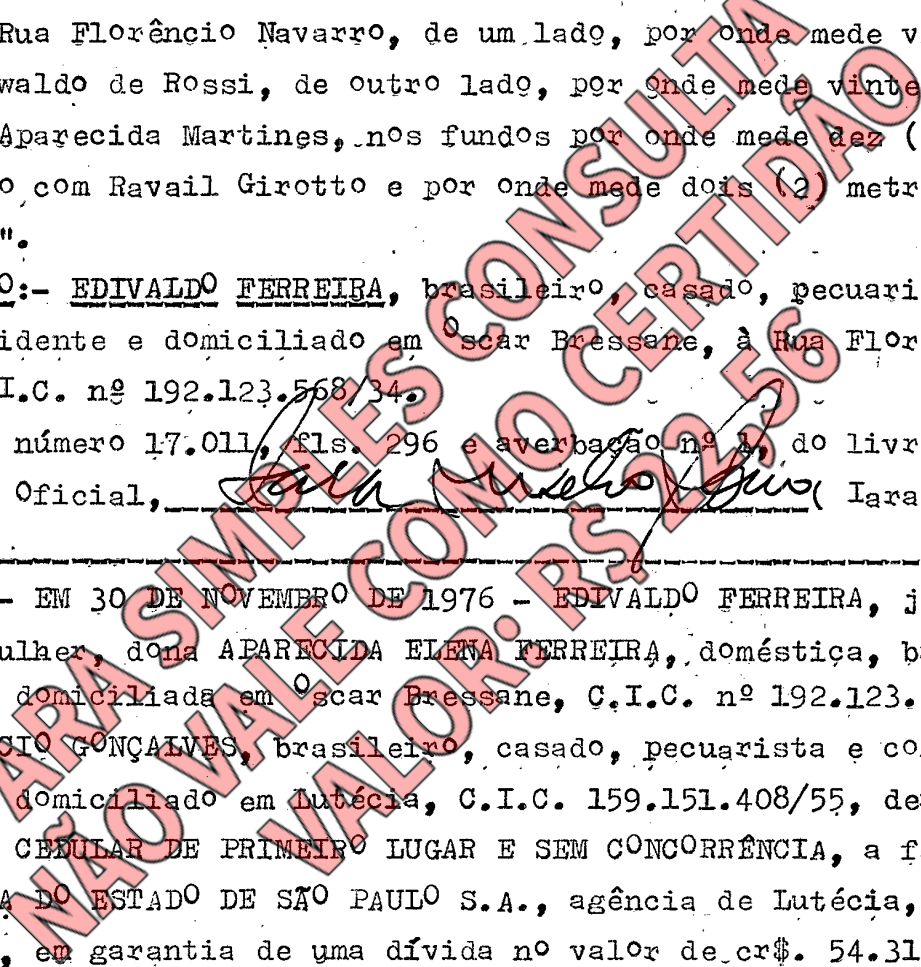 Rua Florêncio Navarro, de um lado, por onde mede v
waldo de Rossi, de outro lado, por onde mede vinte
Aparecida Martines, nos fundos por onde mede dez (
o com Ravail Girotto e por onde mede dois (2) metr
".
O:- EDIVALDO FERREIRA, brasileiro, casado, pecuari
idente e domiciliado em Oscar Bressane, à Rua Flor
I.C. nº 192.123.568/34.
número 17.011, fls. 296 e averbação nº 1, do livr
Oficial, ( Iara
- EM 30 DE NOVEMBRO DE 1976 - EDIVALDO FERREIRA, j
ulher, dona APARECIDA ELENA FERREIRA, doméstica, b
domiciliada em Oscar Bressane, C.I.C. nº 192.123.
CIO GONÇALVES, brasileiro, casado, pecuarista e co
domiciliado em Lutécia, C.I.C. 159.151.408/55, de
CEDULAR DE PRIMEIRO LUGAR E SEM CONCORRÊNCIA, a f
A DO ESTADO DE SÃO PAULO S.A., agência de Lutécia,
, em garantia de uma dívida no valor de cr$. 54.31
ARA SIMPLES CONSULTA
NÃO VALE COMO CERTIDÃO
VALOR: R$ 22,56